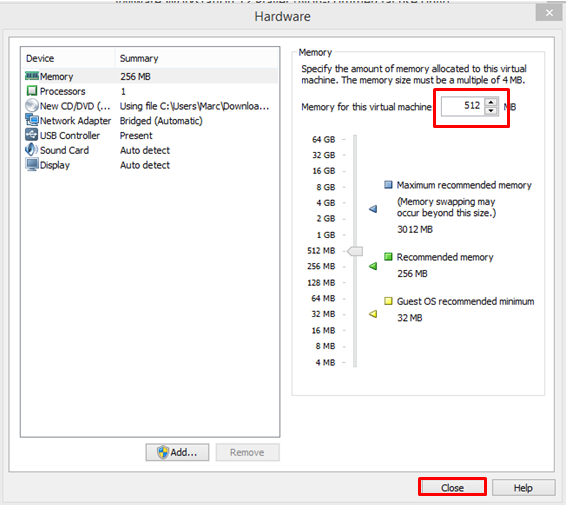 Hardware
Device Summary
Memory 256 MB
Processors 1
New CD/DVD (... Using file C:\Users\Marc\Downloa...
Network Adapter Bridged (Automatic)
USB Controller Present
Sound Card Auto detect
Display Auto detect
Add...
Remove
Memory
Specify the amount of memory allocated to this virtual
machine. The memory size must be a multiple of 4 MB.
Memory for this virtual machine 512 MB
64 GB
32 GB
16 GB
8 GB
4 GB
2 GB
1 GB
512 MB
256 MB
128 MB
64 MB
32 MB
16 MB
8 MB
4 MB
Maximum recommended memory
(Memory swapping may
occur beyond this size.)
3012 MB
Recommended memory
256 MB
Guest OS recommended minimum
32 MB
Close
Help